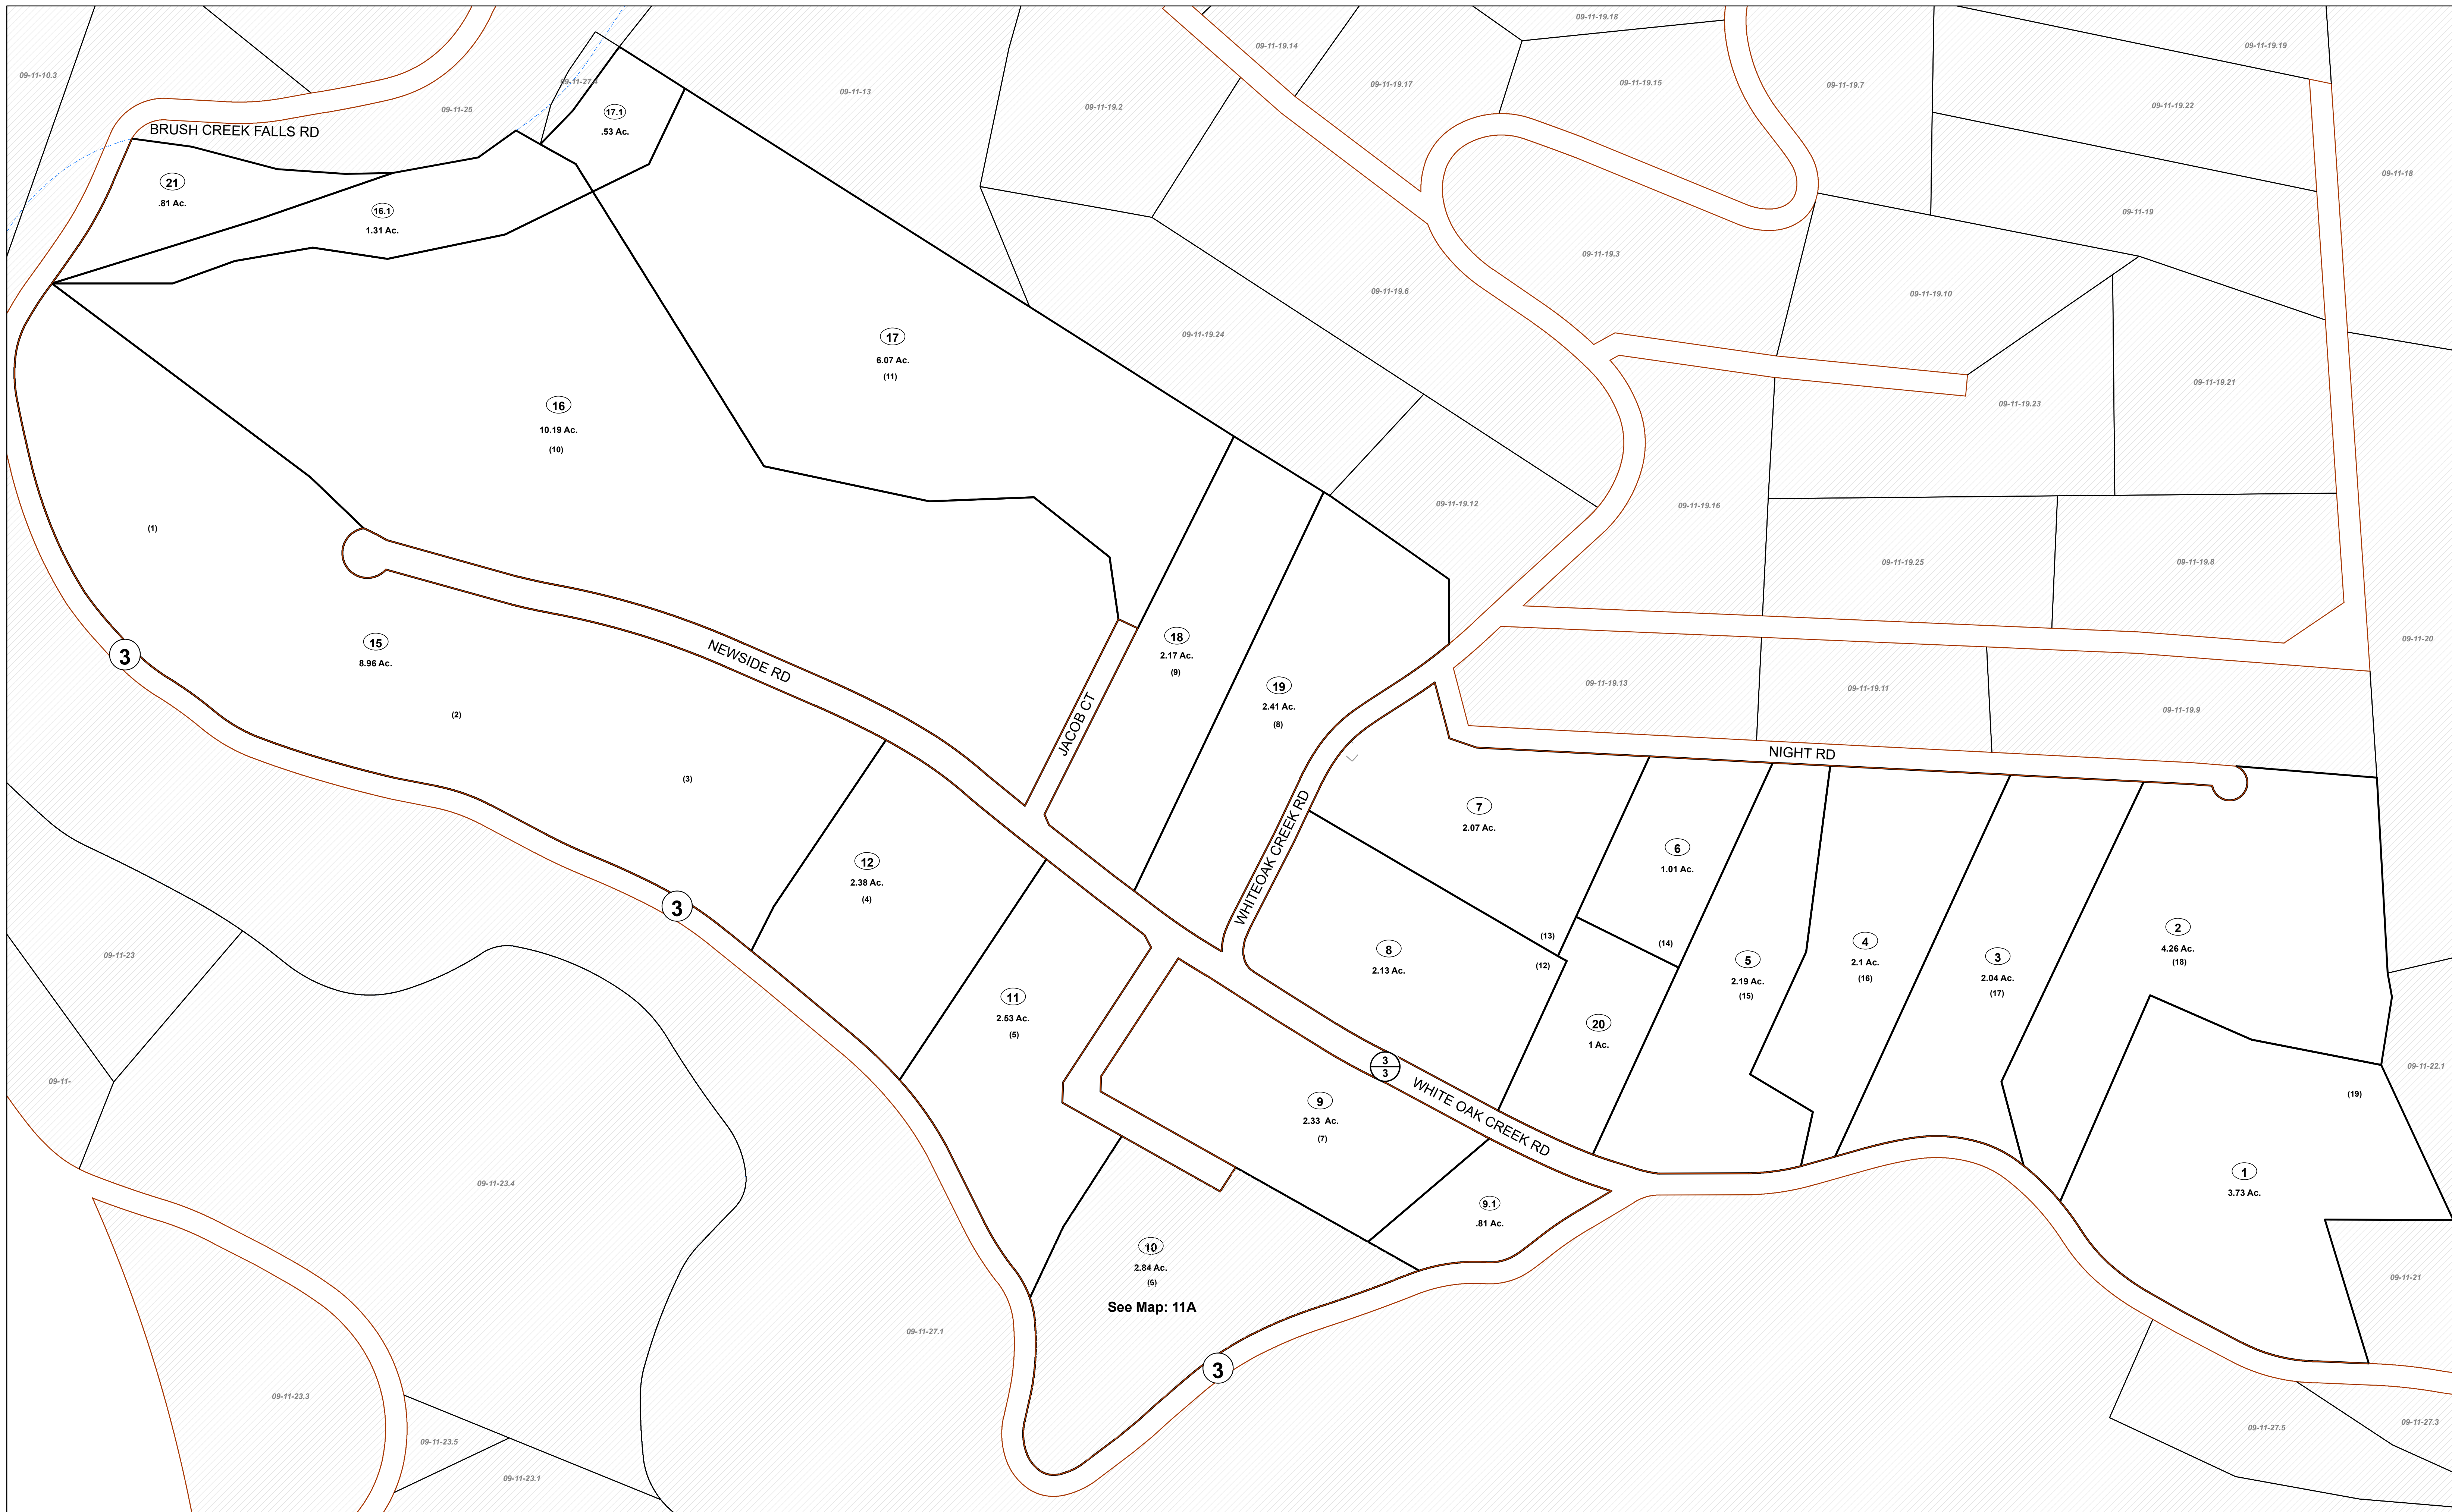 09-11-19.18
09-11-19.14
09-11-19.19
09-11-10.3
09-11-13
09-11-19.17
09-11-19.15
09-11-19.7
09-11-19.2
09-11-19.22
09-11-25
17.1
.53 Ac.
BRUSH CREEK FALLS RD
09-11-18
21
.81 Ac.
16.1
1.31 Ac.
09-11-19
09-11-19.3
09-11-19.6
09-11-19.10
17
6.07 Ac.
(11)
09-11-19.24
09-11-19.21
09-11-19.23
16
10.19 Ac.
(10)
09-11-19.12
09-11-19.16
(1)
09-11-19.25
09-11-19.8
3
15
8.96 Ac.
NEWSIDE RD
18
2.17 Ac.
(9)
09-11-20
19
2.41 Ac.
(8)
09-11-19.13
09-11-19.11
09-11-19.9
(2)
JACOB CT
NIGHT RD
(3)
WHITEOAK CREEK RD
7
2.07 Ac.
6
1.01 Ac.
12
2.38 Ac.
(4)
3
2
4.26 Ac.
(18)
(13)
(14)
4
2.1 Ac.
(16)
8
2.13 Ac.
(12)
5
2.19 Ac.
(15)
3
2.04 Ac.
(17)
09-11-23
11
2.53 Ac.
(5)
20
1 Ac.
3
3
WHITE OAK CREEK RD
09-11-22.1
09-11-
(19)
9
2.33 Ac.
(7)
09-11-23.4
1
3.73 Ac.
9.1
.81 Ac.
10
2.84 Ac.
(6)
See Map: 11A
09-11-21
09-11-27.1
3
09-11-23.3
09-11-27.3
09-11-27.5
09-11-23.5
09-11-23.1